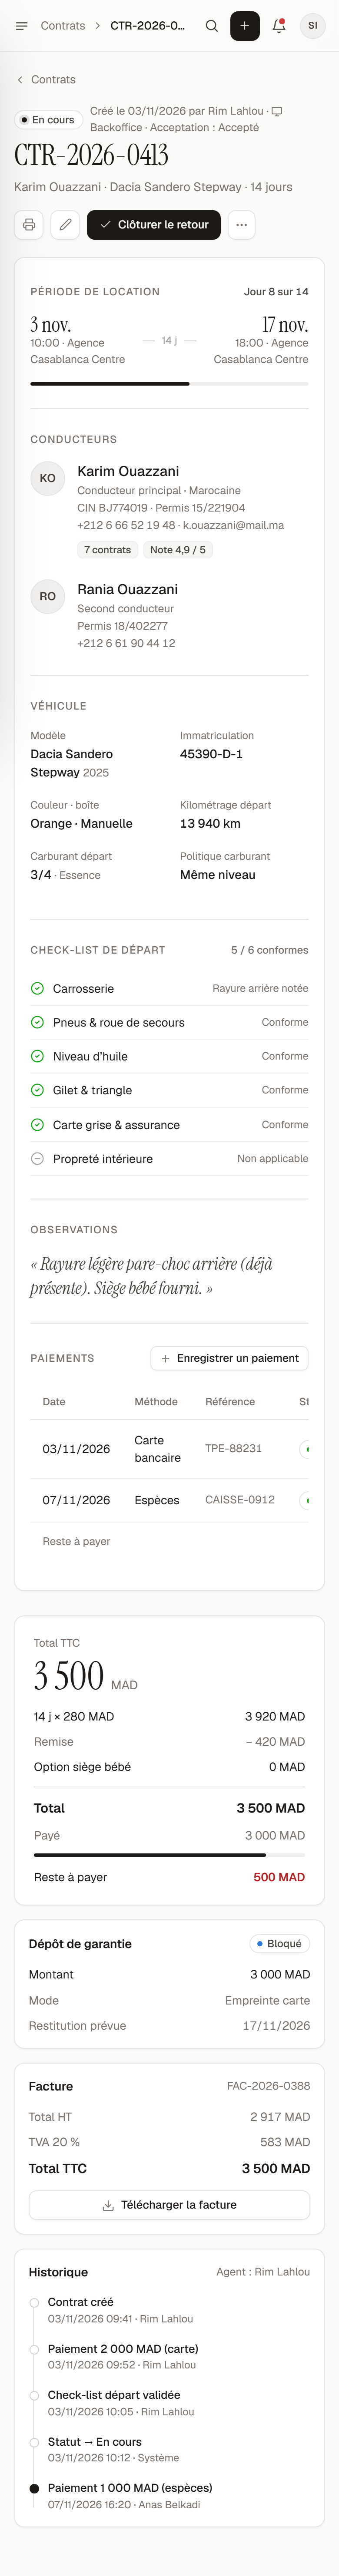 Contrats > CTR-2026-0... SI
Contrats
En cours
Créé le 03/11/2026 par Rim Lahlou ·
Backoffice · Acceptation : Accepté
CTR-2026-0413
Karim Ouazzani · Dacia Sandero Stepway · 14 jours
Clôturer le retour
PÉRIODE DE LOCATION Jour 8 sur 14
3 nov. 17 nov.
10:00 · Agence 14 j 18:00 · Agence
Casablanca Centre Casablanca Centre
CONDUCTEURS
KO Karim Ouazzani
Conducteur principal · Marocaine
CIN BJ774019 · Permis 15/221904
+212 6 66 52 19 48 · k.ouazzani@mail.ma
7 contrats Note 4,9 / 5
RO Rania Ouazzani
Second conducteur
Permis 18/402277
+212 6 61 90 44 12
VÉHICULE
Modèle Immatriculation
Dacia Sandero 45390-D-1
Stepway 2025
Couleur · boîte Kilométrage départ
Orange · Manuelle 13 940 km
Carburant départ Politique carburant
3/4 · Essence Même niveau
CHECK-LIST DE DÉPART 5 / 6 conformes
Carrosserie Rayure arrière notée
Pneus & roue de secours Conforme
Niveau d’huile Conforme
Gilet & triangle Conforme
Carte grise & assurance Conforme
Propreté intérieure Non applicable
OBSERVATIONS
« Rayure légère pare-choc arrière (déjà
présente). Siège bébé fourni. »
PAIEMENTS + Enregistrer un paiement
Date Méthode Référence St
03/11/2026 Carte bancaire TPE-88231
07/11/2026 Espèces CAISSE-0912
Reste à payer
Total TTC
3 500 MAD
14 j × 280 MAD 3 920 MAD
Remise − 420 MAD
Option siège bébé 0 MAD
Total 3 500 MAD
Payé 3 000 MAD
Reste à payer 500 MAD
Dépôt de garantie Bloqué
Montant 3 000 MAD
Mode Empreinte carte
Restitution prévue 17/11/2026
Facture FAC-2026-0388
Total HT 2 917 MAD
TVA 20 % 583 MAD
Total TTC 3 500 MAD
Télécharger la facture
Historique Agent : Rim Lahlou
Contrat créé
03/11/2026 09:41 · Rim Lahlou
Paiement 2 000 MAD (carte)
03/11/2026 09:52 · Rim Lahlou
Check-list départ validée
03/11/2026 10:05 · Rim Lahlou
Statut → En cours
03/11/2026 10:12 · Système
Paiement 1 000 MAD (espèces)
07/11/2026 16:20 · Anas Belkadi